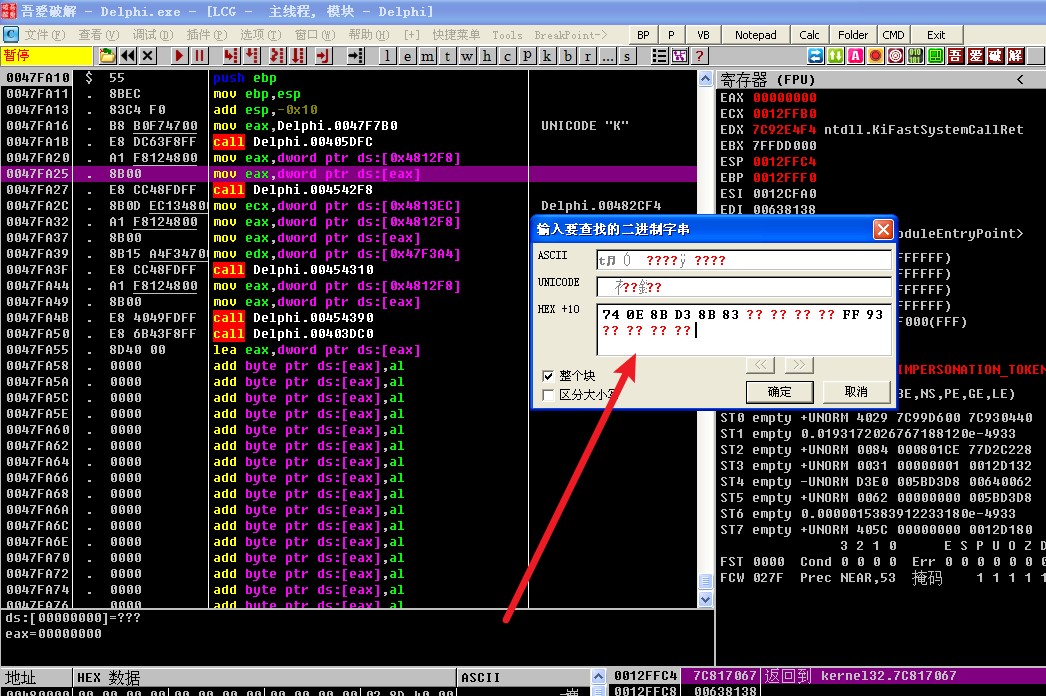 吾爱破解 - Delphi.exe - [LCG - 主线程, 模块 - Delphi]
C 文件(F) 查看(V) 调试(D) 插件(P) 选项(T) 窗口(W) 帮助(H) [+] 快捷菜单 Tools BreakPoint-> BP P VB Notepad Calc Folder CMD Exit
暂停 l e m t w h c p k b r ... s ? 吾 爱 破 解
0047FA10 $ 55 push ebp
0047FA11 . 8BEC mov ebp,esp
0047FA13 . 83C4 F0 add esp,-0x10
0047FA16 . B8 B0F74700 mov eax,Delphi.0047F7B0 UNICODE "K"
0047FA1B . E8 DC63F8FF call Delphi.00405DFC
0047FA20 . A1 F8124800 mov eax,dword ptr ds:[0x4812F8]
0047FA25 . 8B00 mov eax,dword ptr ds:[eax]
0047FA27 . E8 CC48FDFF call Delphi.004542F8
0047FA2C . 8B0D EC134800 mov ecx,dword ptr ds:[0x4813EC] Delphi.00482CF4
0047FA32 . A1 F8124800 mov eax,dword ptr ds:[0x4812F8]
0047FA37 . 8B00 mov eax,dword ptr ds:[eax]
0047FA39 . 8B15 A4F34700 mov edx,dword ptr ds:[0x47F3A4]
0047FA3F . E8 CC48FDFF call Delphi.00454310
0047FA44 . A1 F8124800 mov eax,dword ptr ds:[0x4812F8]
0047FA49 . 8B00 mov eax,dword ptr ds:[eax]
0047FA4B . E8 4049FDFF call Delphi.00454390
0047FA50 . E8 6B43F8FF call Delphi.00403DC0
0047FA55 . 8D40 00 lea eax,dword ptr ds:[eax]
0047FA58 . 0000 add byte ptr ds:[eax],al
0047FA5A . 0000 add byte ptr ds:[eax],al
0047FA5C . 0000 add byte ptr ds:[eax],al
0047FA5E . 0000 add byte ptr ds:[eax],al
0047FA60 . 0000 add byte ptr ds:[eax],al
0047FA62 . 0000 add byte ptr ds:[eax],al
0047FA64 . 0000 add byte ptr ds:[eax],al
0047FA66 . 0000 add byte ptr ds:[eax],al
0047FA68 . 0000 add byte ptr ds:[eax],al
0047FA6A . 0000 add byte ptr ds:[eax],al
0047FA6C . 0000 add byte ptr ds:[eax],al
0047FA6E . 0000 add byte ptr ds:[eax],al
0047FA70 . 0000 add byte ptr ds:[eax],al
0047FA72 . 0000 add byte ptr ds:[eax],al
0047FA74 . 0000 add byte ptr ds:[eax],al
0047FA76 . 0000 add byte ptr ds:[eax],al
ds:[00000000]=???
eax=00000000
地址 HEX 数据 ASCII
寄存器 (FPU) <
EAX 00000000
ECX 0012FFB0
EDX 7C92E4F4 ntdll.KiFastSystemCallRet
EBX 7FFDD000
ESP 0012FFC4
EBP 0012FFF0
ESI 0012CFA0
EDI 00638138
oduleEntryPoint>
FFFFFF)
FFFFFF)
FFFFFF)
FFFFFF)
F000(FFF)
IMPERSONATION_TOKEN
BE,NS,PE,GE,LE)
ST0 empty +UNORM 4029 7C99D600 7C930440
ST1 empty 0.0193172026767188120e-4933
ST2 empty +UNORM 0084 000801CE 77D2C228
ST3 empty +UNORM 0031 00000001 0012D132
ST4 empty -UNORM D3E0 005BD3D8 00640062
ST5 empty +UNORM 0062 00000000 005BD3D8
ST6 empty 0.0000015383912233180e-4933
ST7 empty +UNORM 405C 00000000 0012D180
3 2 1 0 E S P U O Z D
FST 0000 Cond 0 0 0 0 Err 0 0 0 0 0 0 0
FCW 027F Prec NEAR,53 掩码 1 1 1 1 1
输入要查找的二进制字串
ASCII
UNICODE
HEX +10 74 0E 8B D3 8B 83 ?? ?? ?? ?? FF 93
?? ?? ?? ??
<< >>
整个块
区分大小
确定 取消
0012FFC4 7C817067 返回到 kernel32.7C817067
0012FFC8 00638138